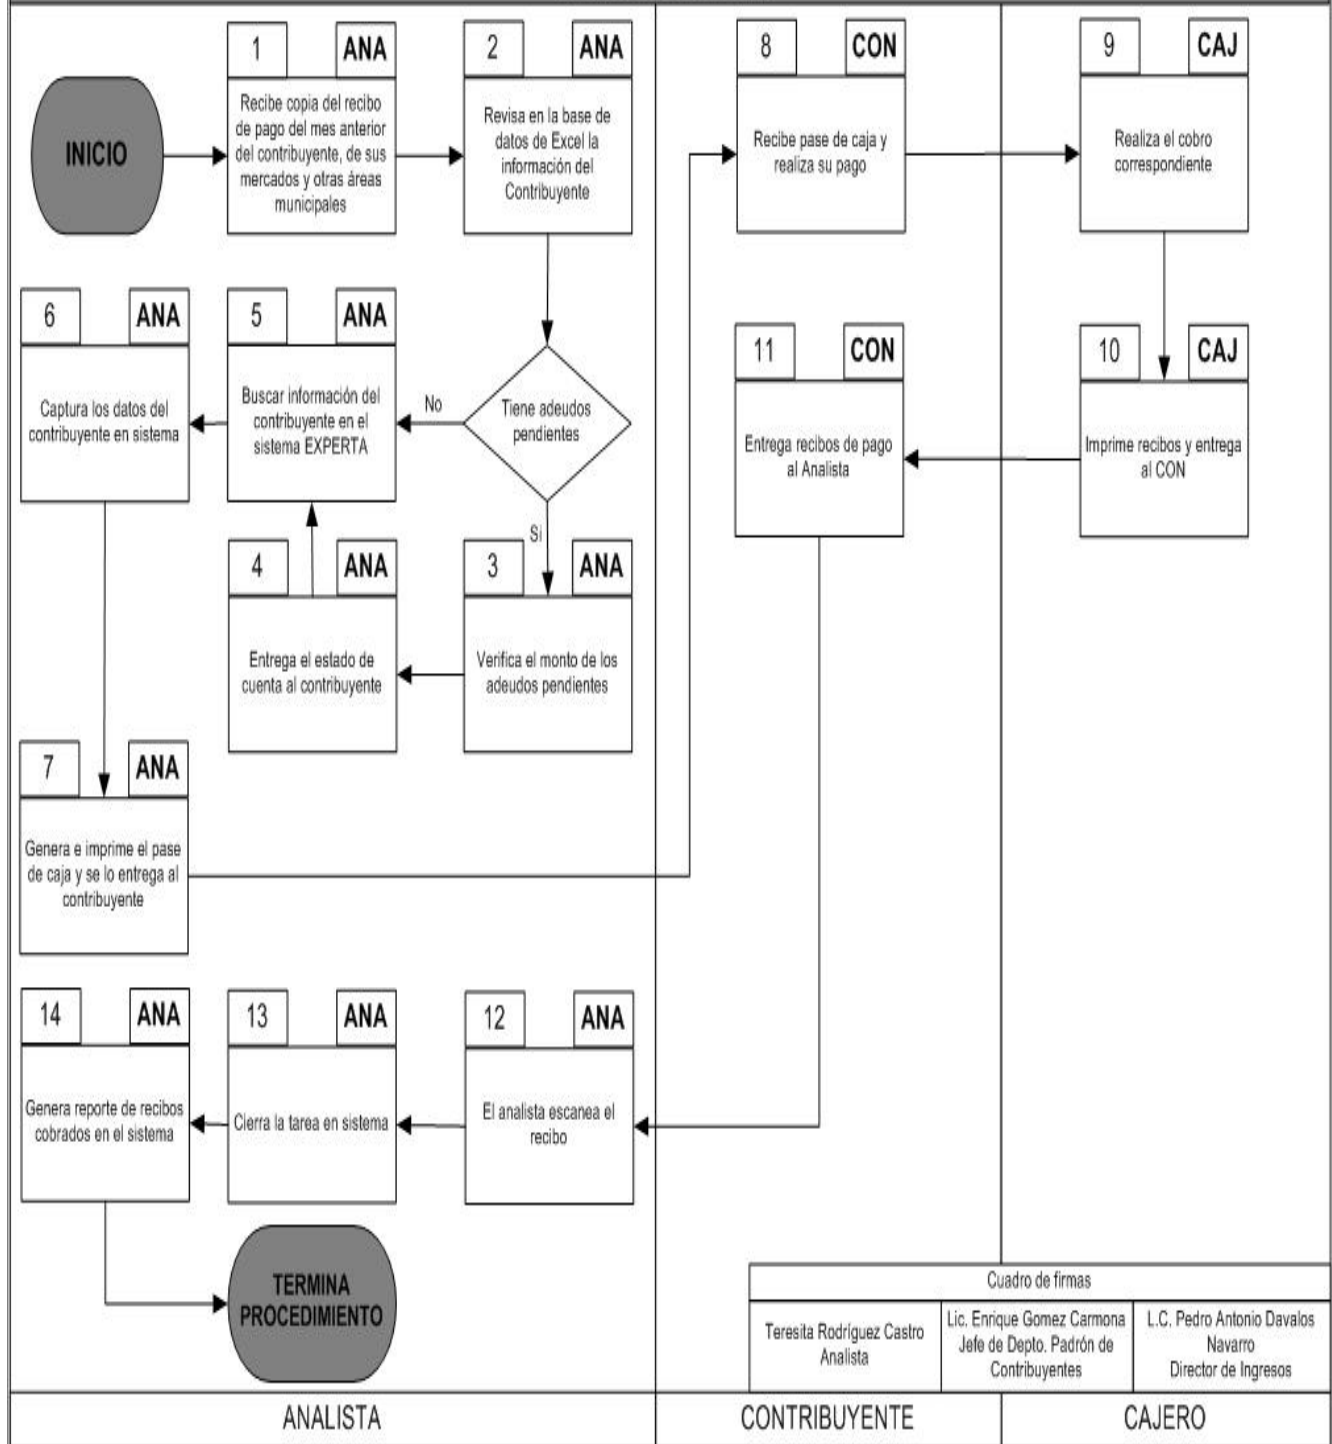 INICIO
1
ANA
Recibe copia del recibo
de pago del mes anterior
del contribuyente, de sus
mercados y otras áreas
municipales
2
ANA
Revisa en la base de
datos de Excel la
información del
Contribuyente
8
CON
Recibe pase de caja y
realiza su pago
9
CAJ
Realiza el cobro
correspondiente
6
ANA
Captura los datos del
contribuyente en sistema
5
ANA
Buscar información del
contribuyente en el
sistema EXPERTA
No
Tiene adeudos
pendientes
Si
11
CON
Entrega recibos de pago
al Analista
10
CAJ
Imprime recibos y entrega
al CON
4
ANA
Entrega el estado de
cuenta al contribuyente
3
ANA
Verifica el monto de los
adeudos pendientes
7
ANA
Genera e imprime el pase
de caja y se lo entrega al
contribuyente
14
ANA
Genera reporte de recibos
cobrados en el sistema
13
ANA
Cierra la tarea en sistema
12
ANA
El analista escanea el
recibo
TERMINA
PROCEDIMIENTO
Cuadro de firmas
Teresita Rodríguez Castro
Analista
Lic. Enrique Gomez Carmona
Jefe de Depto. Padrón de
Contribuyentes
L.C. Pedro Antonio Davalos
Navarro
Director de Ingresos
ANALISTA
CONTRIBUYENTE
CAJERO